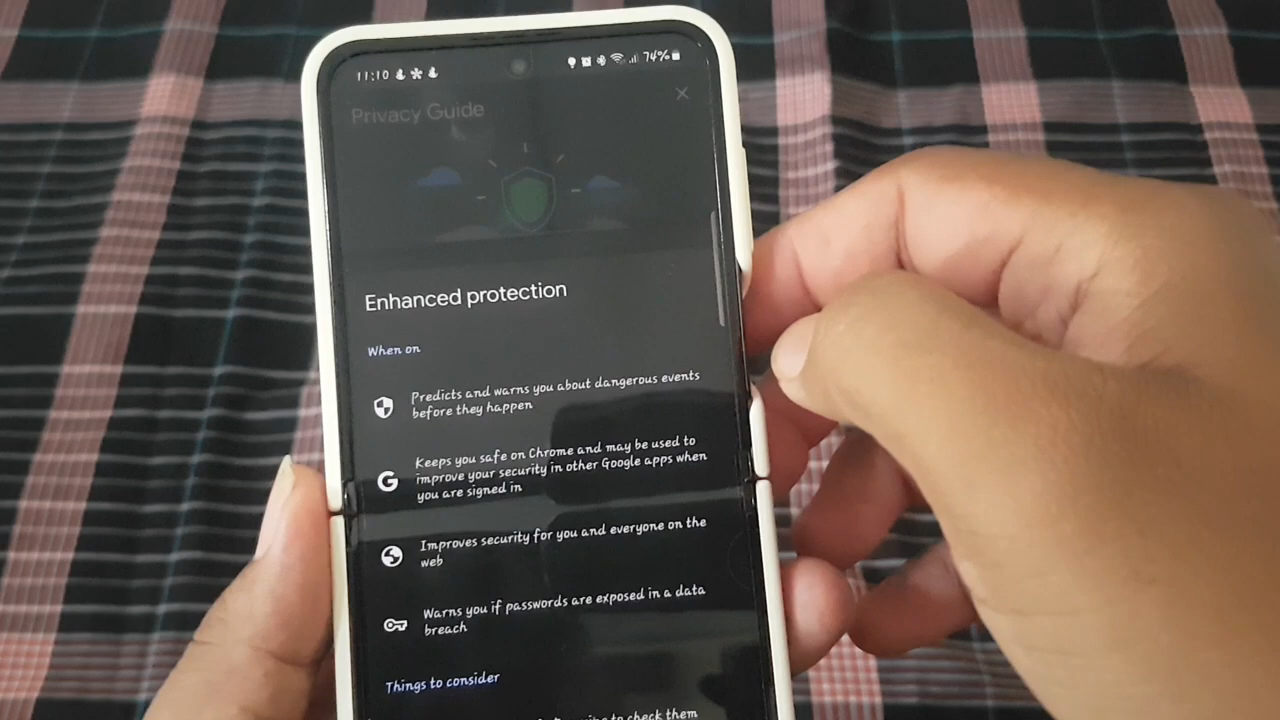 11:10
74%
Privacy Guide
Enhanced protection
When on
Predicts and warns you about dangerous events
before they happen
Keeps you safe on Chrome and may be used to
improve your security in other Google apps when
you are signed in
Improves security for you and everyone on the
web
Warns you if passwords are exposed in a data
breach
Things to consider
to check them